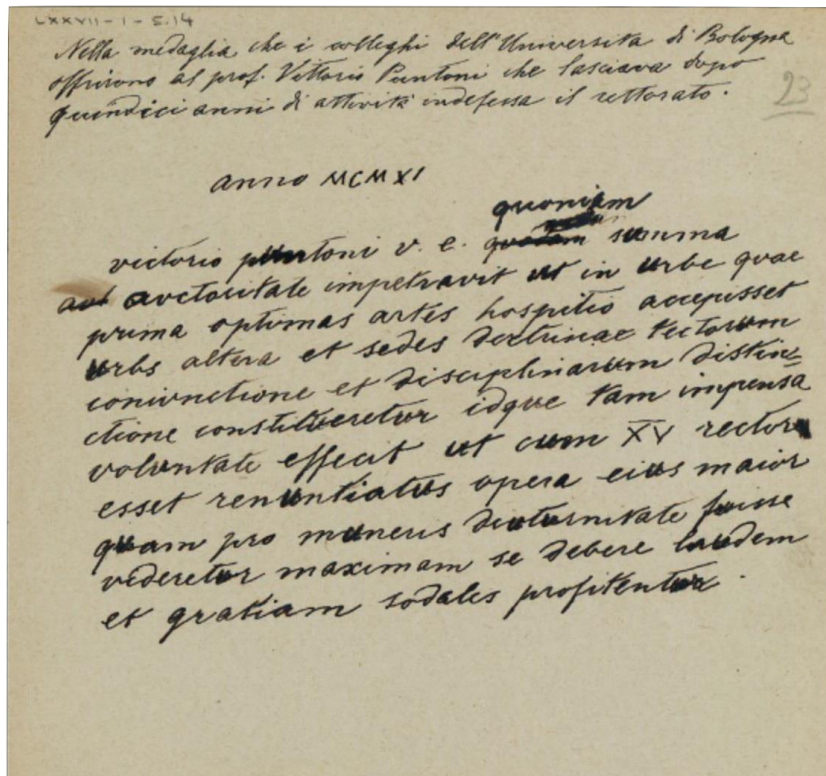 LXXVII-1-5.14
Nella medaglia che i colleghi dell'Università di Bologna
offrirono al prof. Vittorio Puntoni che lasciava dopo
quindici anni di attività indefessa il rettorato.
23
anno MCMXI
quoniam
victorio puntoni v. e. summa
auctoritate impetravit ut in urbe quae
prima optimas artes hospitio accepisset
urbs altera et sedes doctrinae tectorum
coniunctione et disciplinarum distin=
ctione constitueretur idque tam impensa
voluntate effecit ut cum XV rector
esset renuntiatus opera eius maior
quam pro muneris diuturnitate fuisse
videretur maximam se debere laudem
et gratiam sodales profitentur.